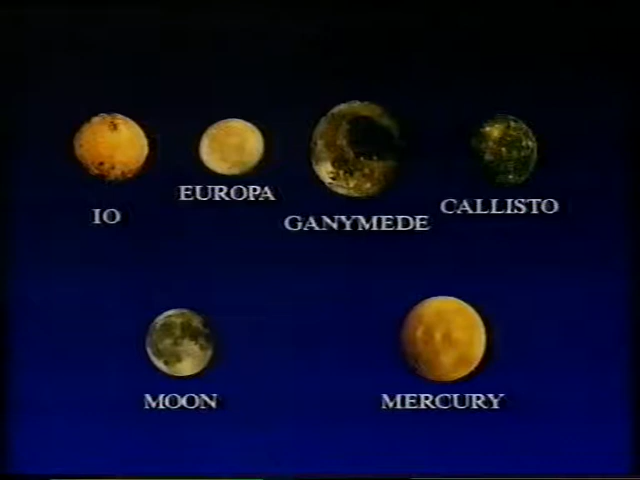 IO
EUROPA
GANYMEDE
CALLISTO
MOON
MERCURY